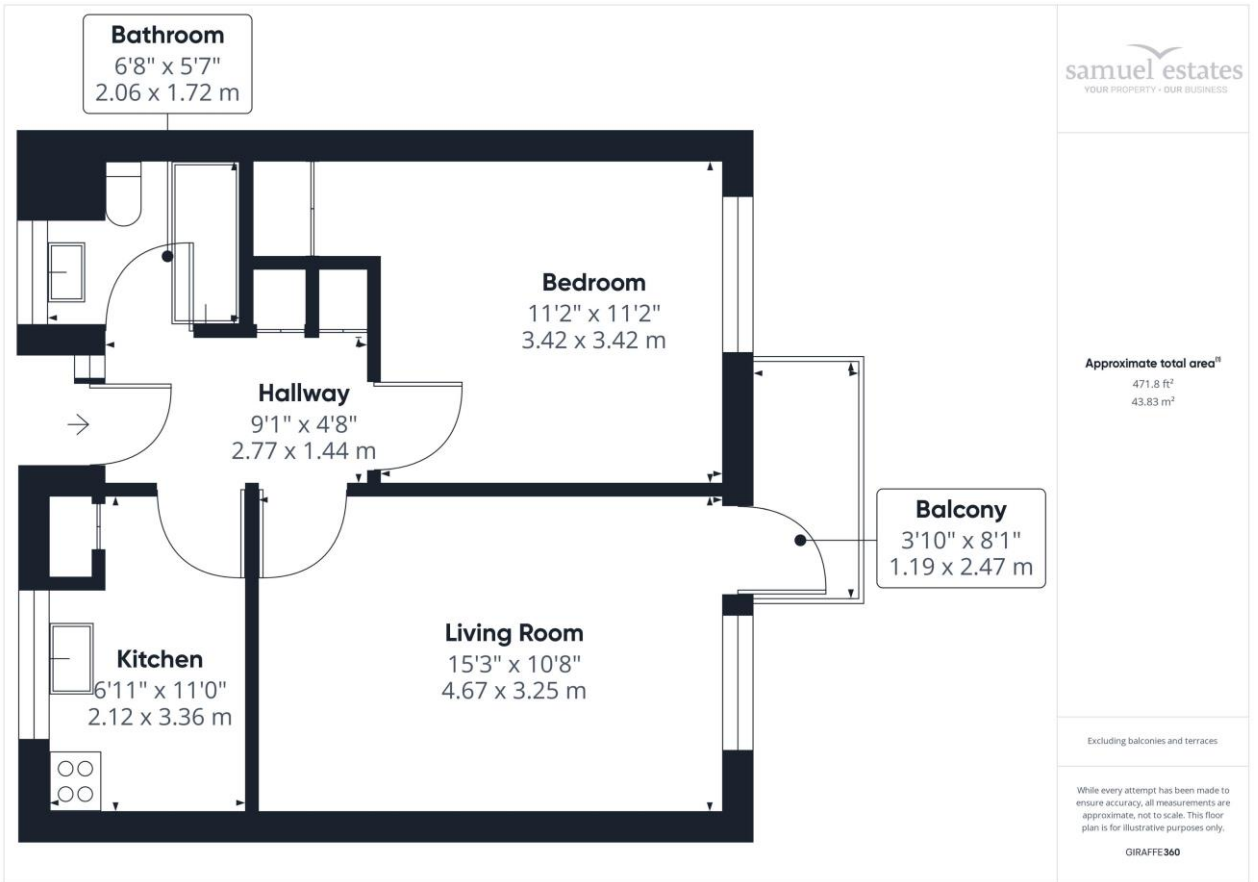 Bathroom
6'8" x 5'7"
2.06 x 1.72 m
Bedroom
11'2" x 11'2"
3.42 x 3.42 m
Hallway
9'1" x 4'8"
2.77 x 1.44 m
Balcony
3'10" x 8'1"
1.19 x 2.47 m
Living Room
15'3" x 10'8"
4.67 x 3.25 m
Kitchen
6'11" x 11'0"
2.12 x 3.36 m
samuel estates
YOUR PROPERTY • OUR BUSINESS
Approximate total area⁽¹⁾
471.8 ft²
43.83 m²
Excluding balconies and terraces
While every attempt has been made to
ensure accuracy, all measurements are
approximate, not to scale. This floor
plan is for illustrative purposes only.
GIRAFFE360